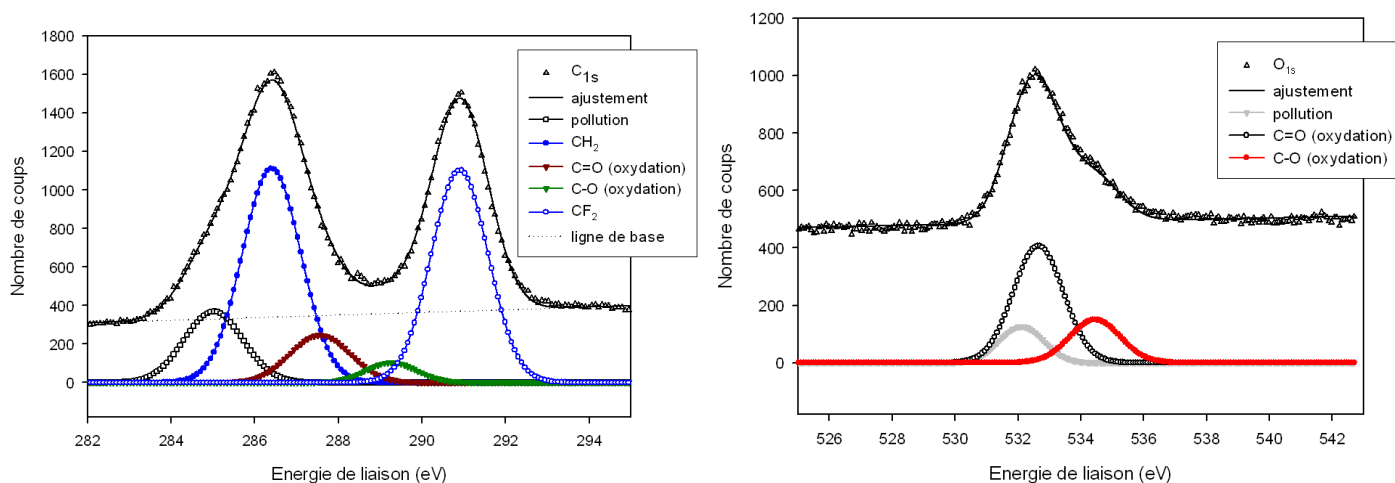 1800
1600
1400
1200
1000
800
600
400
200
0
Nombre de coups
282 284 286 288 290 292 294
Energie de liaison (eV)
C1s
ajustement
pollution
CH2
C=O (oxydation)
C-O (oxydation)
CF2
ligne de base
1200
1000
800
600
400
200
0
Nombre de coups
526 528 530 532 534 536 538 540 542
Energie de liaison (eV)
O1s
ajustement
pollution
C=O (oxydation)
C-O (oxydation)